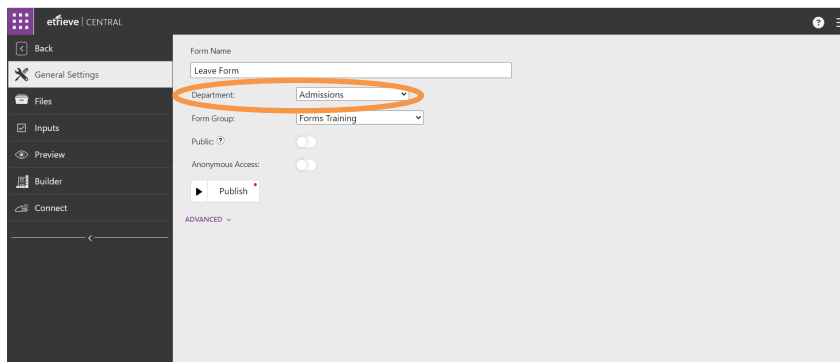 etrieve | CENTRAL
?
Back
General Settings
Files
Inputs
Preview
Builder
Connect
Form Name
Leave Form
Department: Admissions
Form Group: Forms Training
Public: ?
Anonymous Access:
Publish
ADVANCED